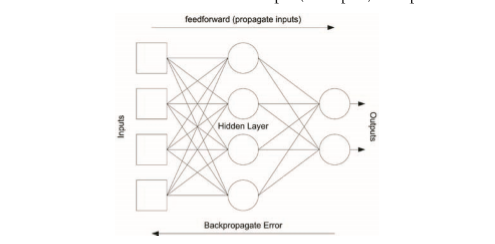 feedforward (propagate inputs)
Inputs
Hidden Layer
Outputs
Backpropagate Error